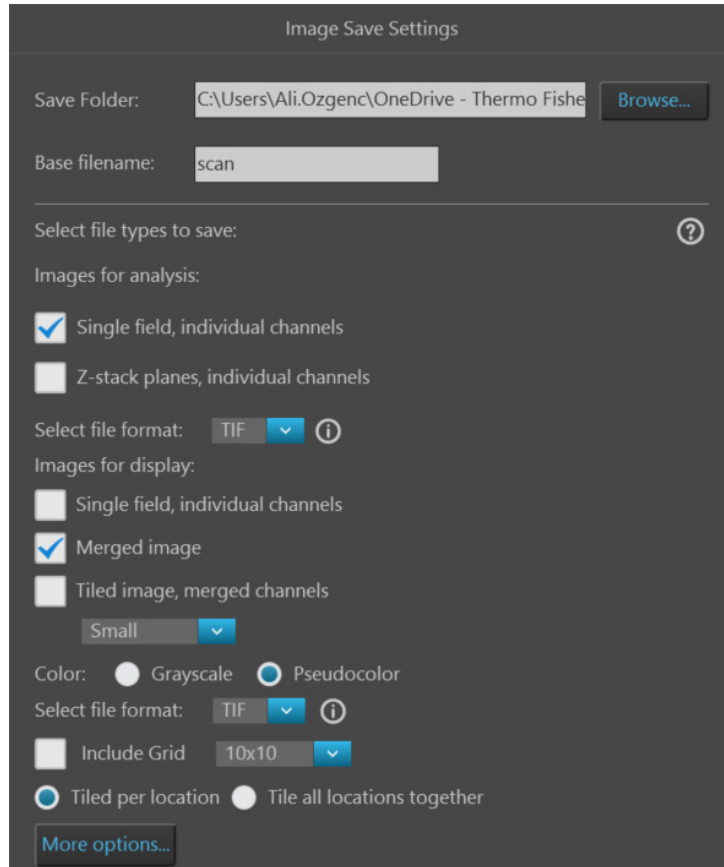 Image Save Settings
Save Folder: C:\Users\Ali.Ozgenc\OneDrive - Thermo Fishe Browse...
Base filename: scan
Select file types to save: ?
Images for analysis:
Single field, individual channels
Z-stack planes, individual channels
Select file format: TIF i
Images for display:
Single field, individual channels
Merged image
Tiled image, merged channels
Small
Color: Grayscale Pseudocolor
Select file format: TIF i
Include Grid 10x10
Tiled per location Tile all locations together
More options...